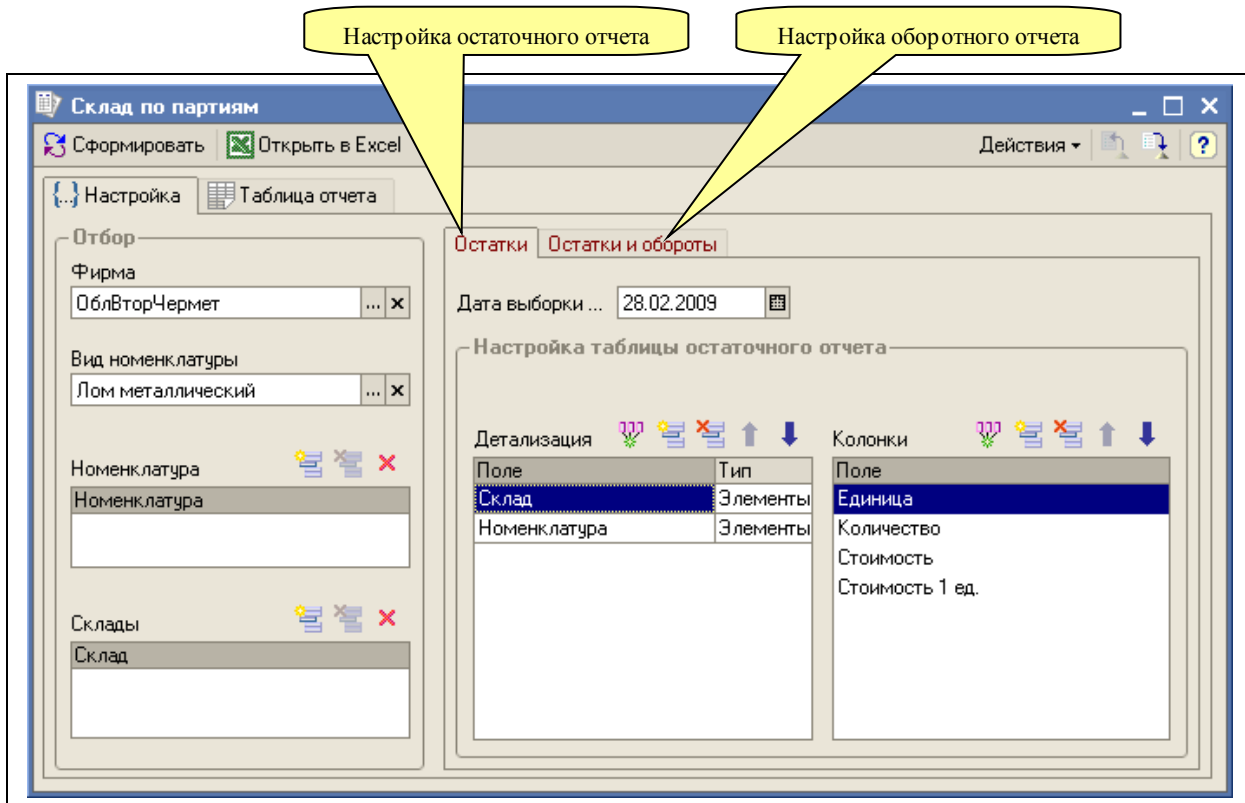 Настройка остаточного отчета
Настройка оборотного отчета
Склад по партиям
Сформировать
Открыть в Excel
Действия
{...} Настройка
Таблица отчета
Отбор
Фирма
ОблВторЧермет
Вид номенклатуры
Лом металлический
Номенклатура
Номенклатура
Склады
Склад
Остатки
Остатки и обороты
Дата выборки ... 28.02.2009
Настройка таблицы остаточного отчета
Детализация
Поле Тип
Склад Элементы
Номенклатура Элементы
Колонки
Поле
Единица
Количество
Стоимость
Стоимость 1 ед.